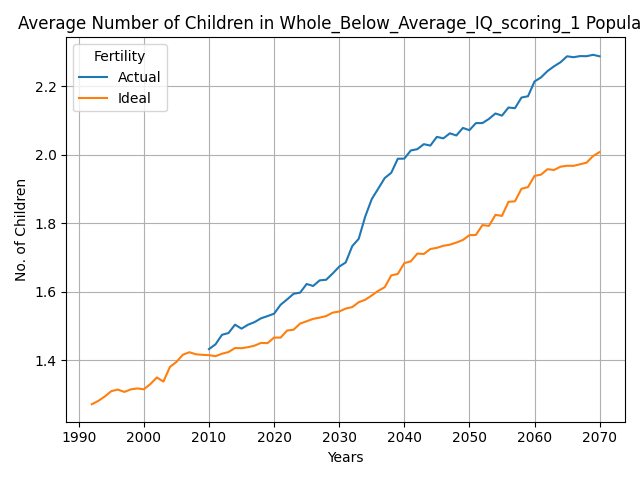 Average Number of Children in Whole_Below_Average_IQ_scoring_1 Popula
Fertility
Actual
Ideal
No. of Children
2.2
2.0
1.8
1.6
1.4
1990 2000 2010 2020 2030 2040 2050 2060 2070
Years